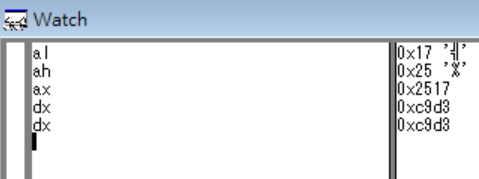 Watch
al 0x17 '╣'
ah 0x25 '%'
ax 0x2517
dx 0xc9d3
dx 0xc9d3